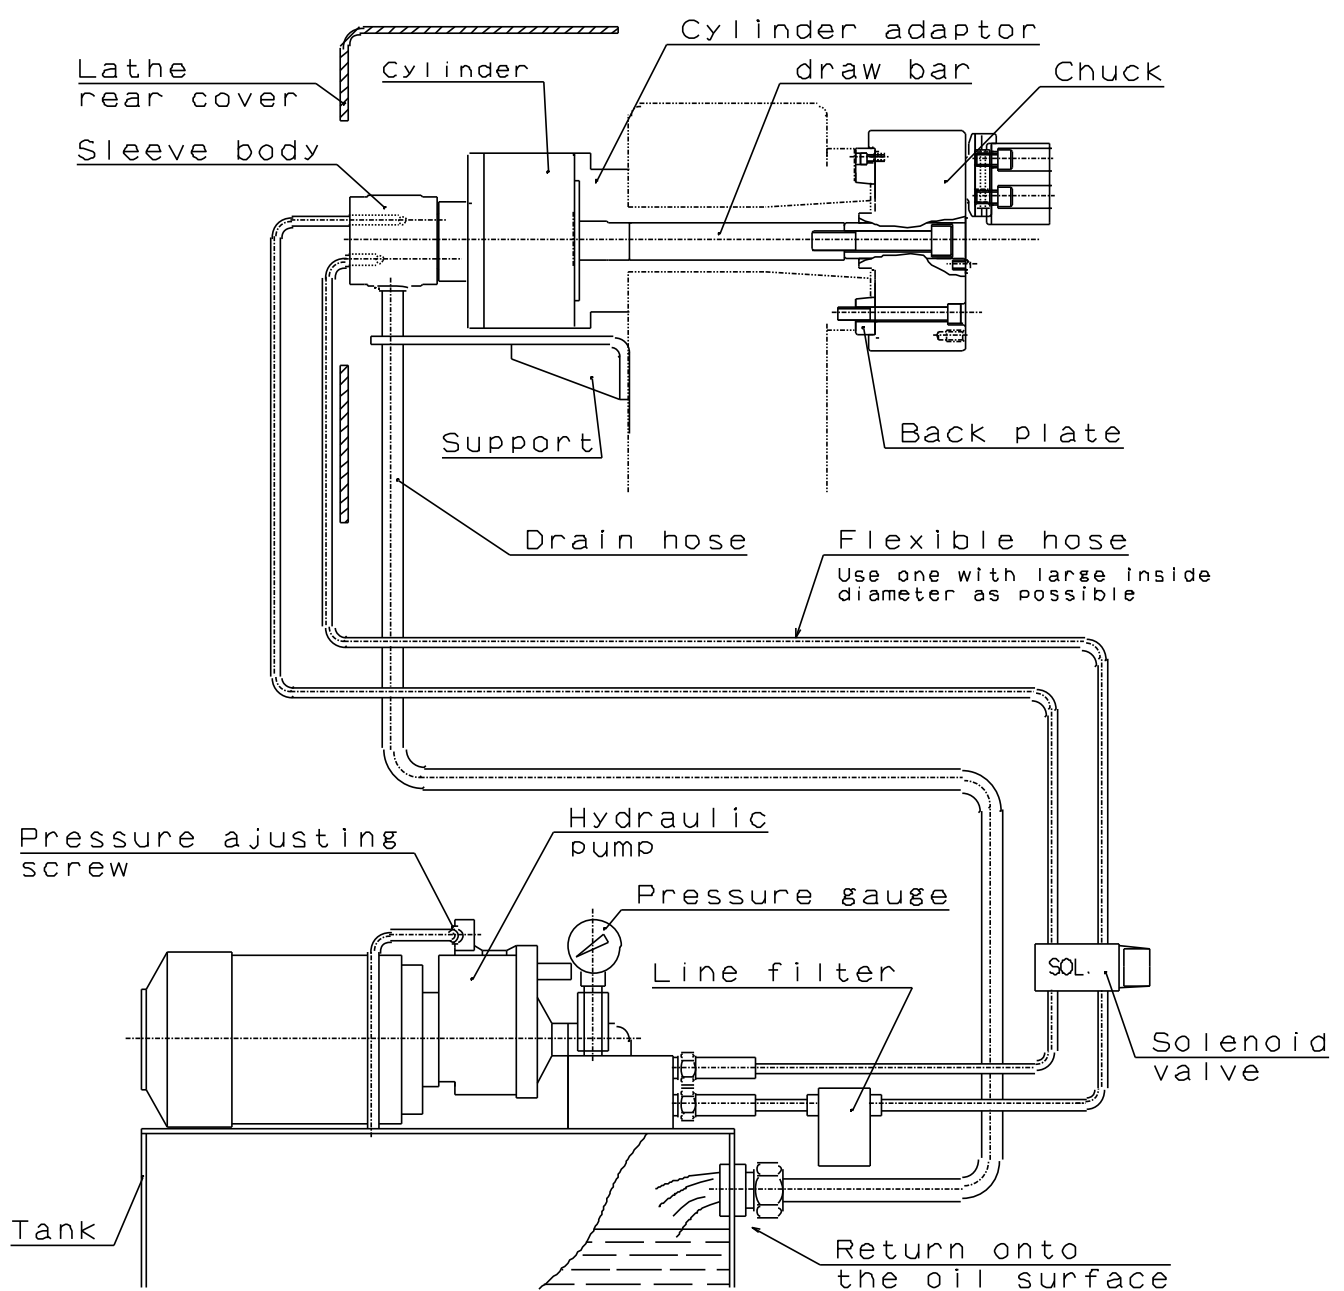 Cylinder adaptor
Lathe
rear cover
Cylinder
draw bar
Chuck
Sleeve body
Support
Back plate
Drain hose
Flexible hose
Use one with large inside
diameter as possible
Pressure ajusting
screw
Hydraulic
pump
Pressure gauge
Line filter
SOL.
Solenoid
valve
Tank
Return onto
the oil surface